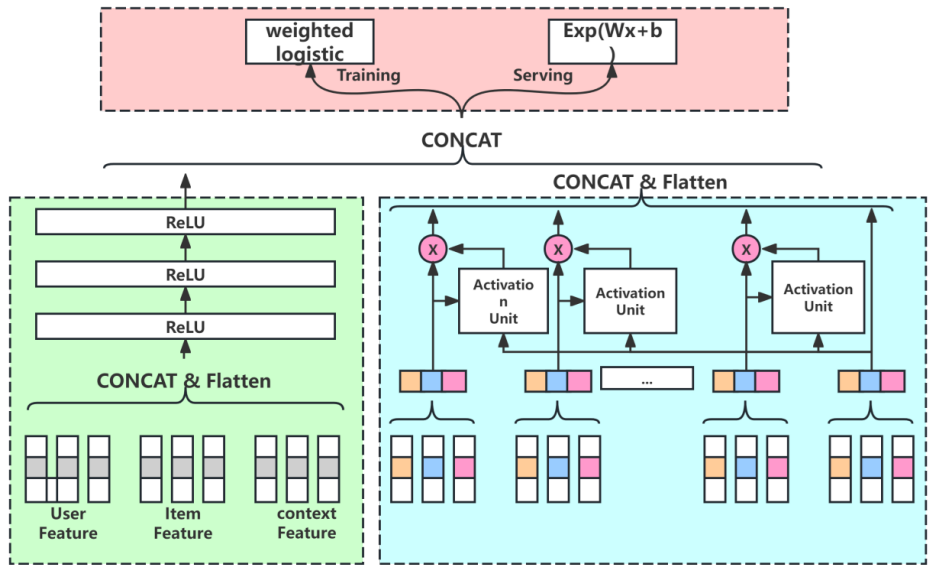 weighted
logistic
Exp(Wx+b
)
Training
Serving
CONCAT
CONCAT & Flatten
ReLU
ReLU
ReLU
CONCAT & Flatten
User
Feature
Item
Feature
context
Feature
X
X
X
Activatio
n
Unit
Activation
Unit
Activation
Unit
...